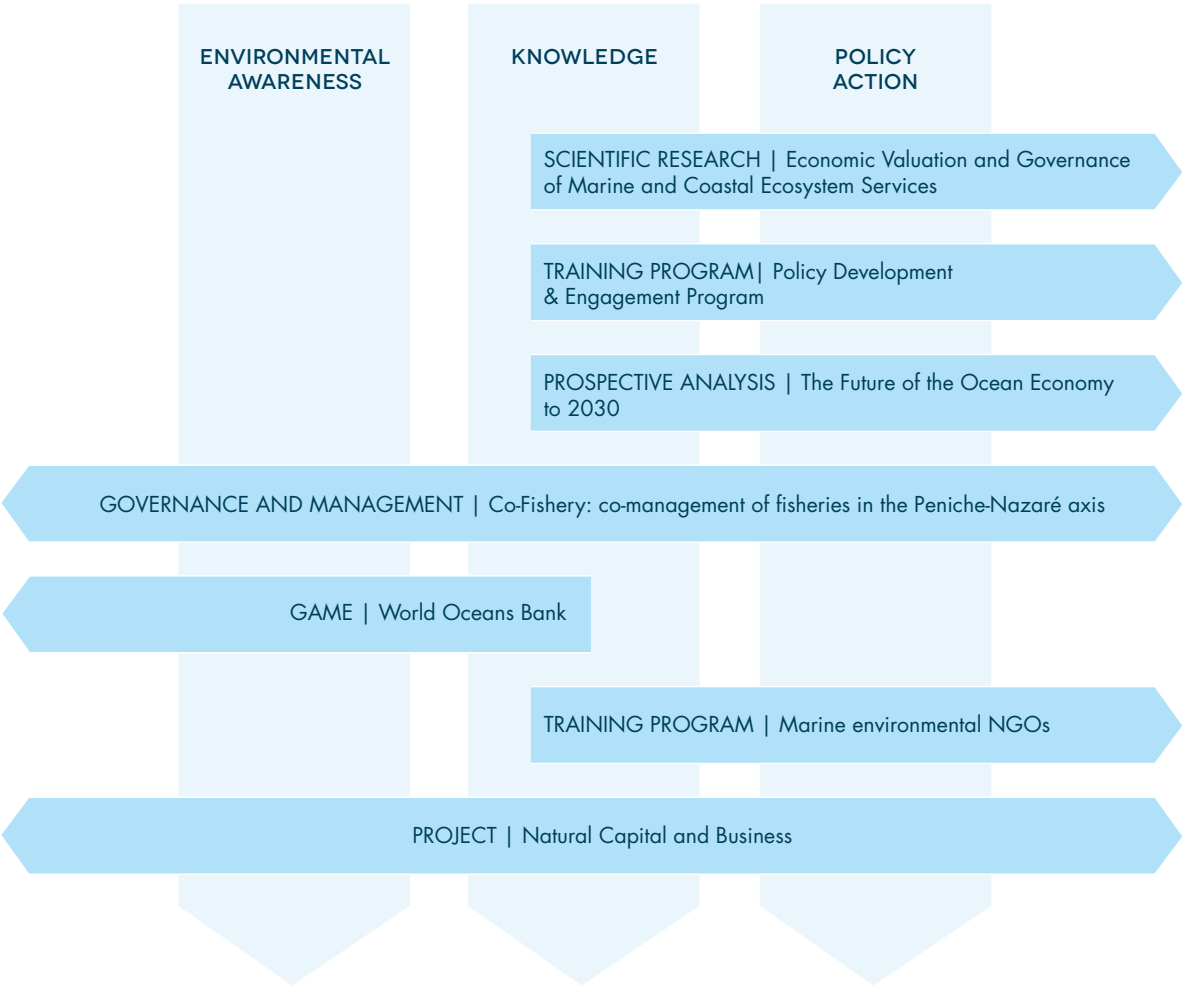 ENVIRONMENTAL
AWARENESS
KNOWLEDGE
POLICY
ACTION
SCIENTIFIC RESEARCH | Economic Valuation and Governance
of Marine and Coastal Ecosystem Services
TRAINING PROGRAM| Policy Development
& Engagement Program
PROSPECTIVE ANALYSIS | The Future of the Ocean Economy
to 2030
GOVERNANCE AND MANAGEMENT | Co-Fishery: co-management of fisheries in the Peniche-Nazaré axis
GAME | World Oceans Bank
TRAINING PROGRAM | Marine environmental NGOs
PROJECT | Natural Capital and Business